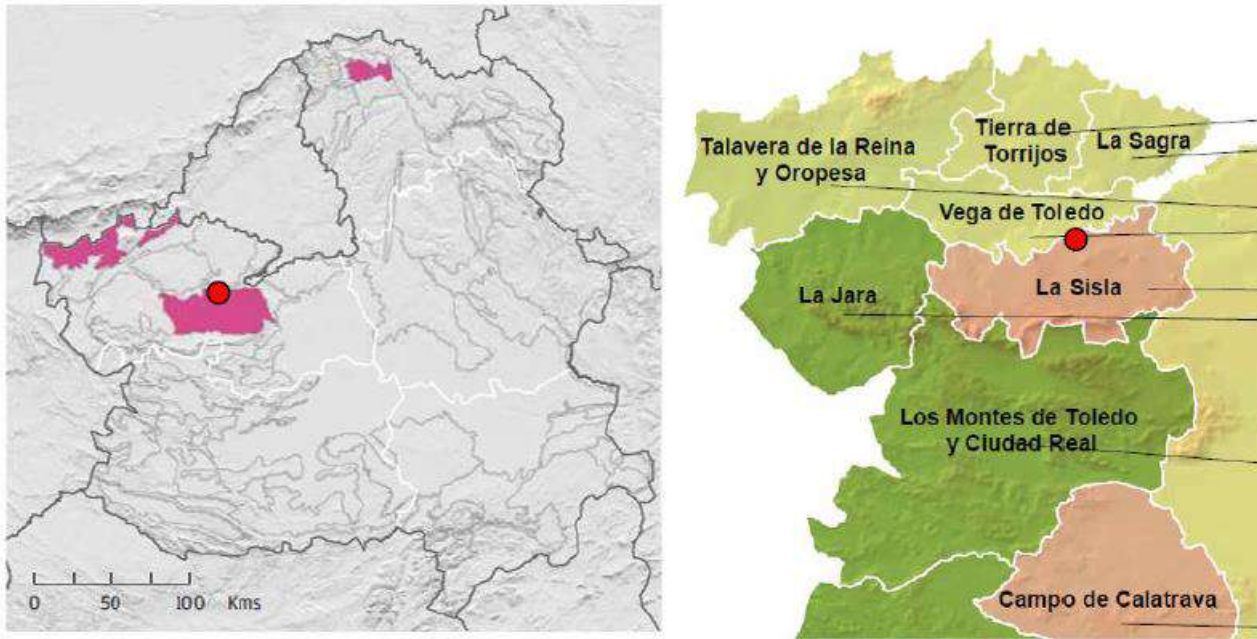 0 50 100 Kms
Talavera de la Reina
y Oropesa
Tierra de
Torrijos
La Sagra
Vega de Toledo
La Jara
La Sisla
Los Montes de Toledo
y Ciudad Real
Campo de Calatrava